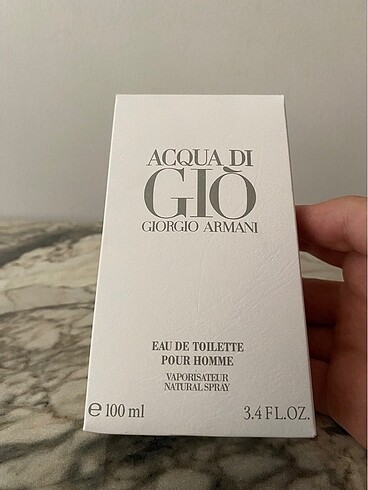 ACQUA DI
GIÒ
GIORGIO ARMANI
EAU DE TOILETTE
POUR HOMME
VAPORISATEUR
NATURAL SPRAY
℮ 100 ml 3.4 FL.OZ.